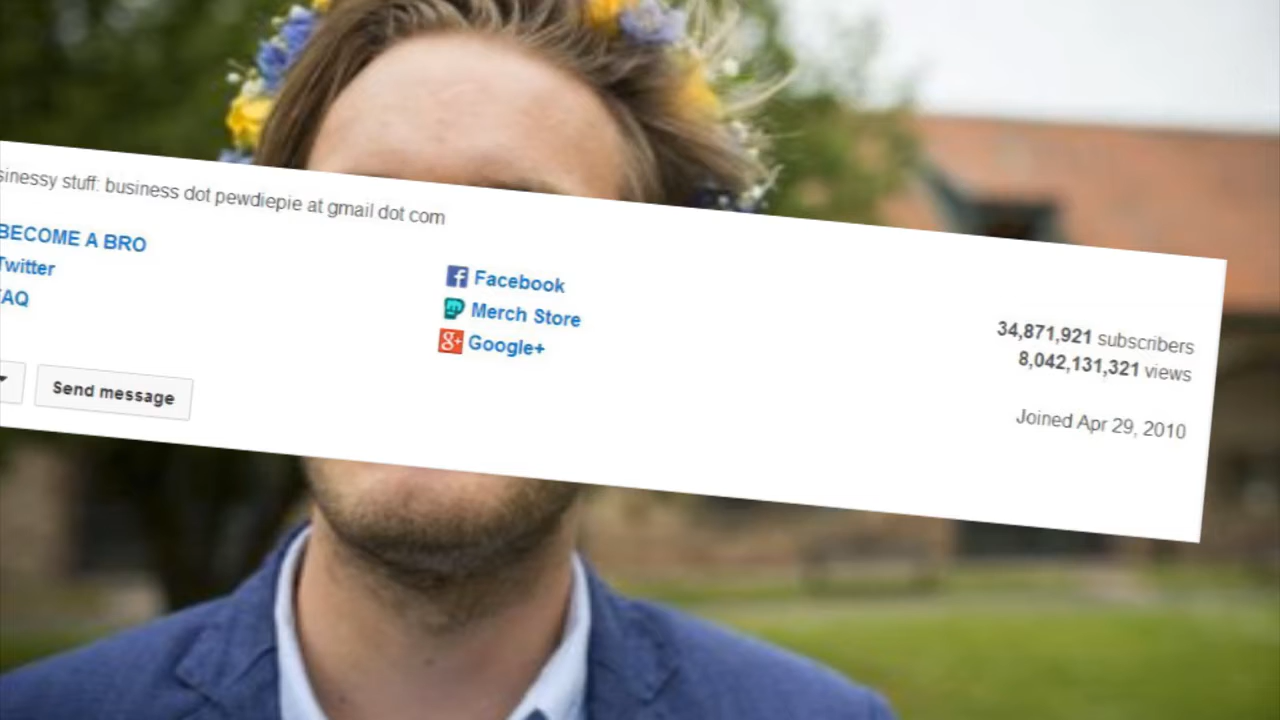 sinessy stuff: business dot pewdiepie at gmail dot com
BECOME A BRO
Twitter
AQ
Facebook
Merch Store
g+ Google+
Send message
34,871,921 subscribers
8,042,131,321 views
Joined Apr 29, 2010